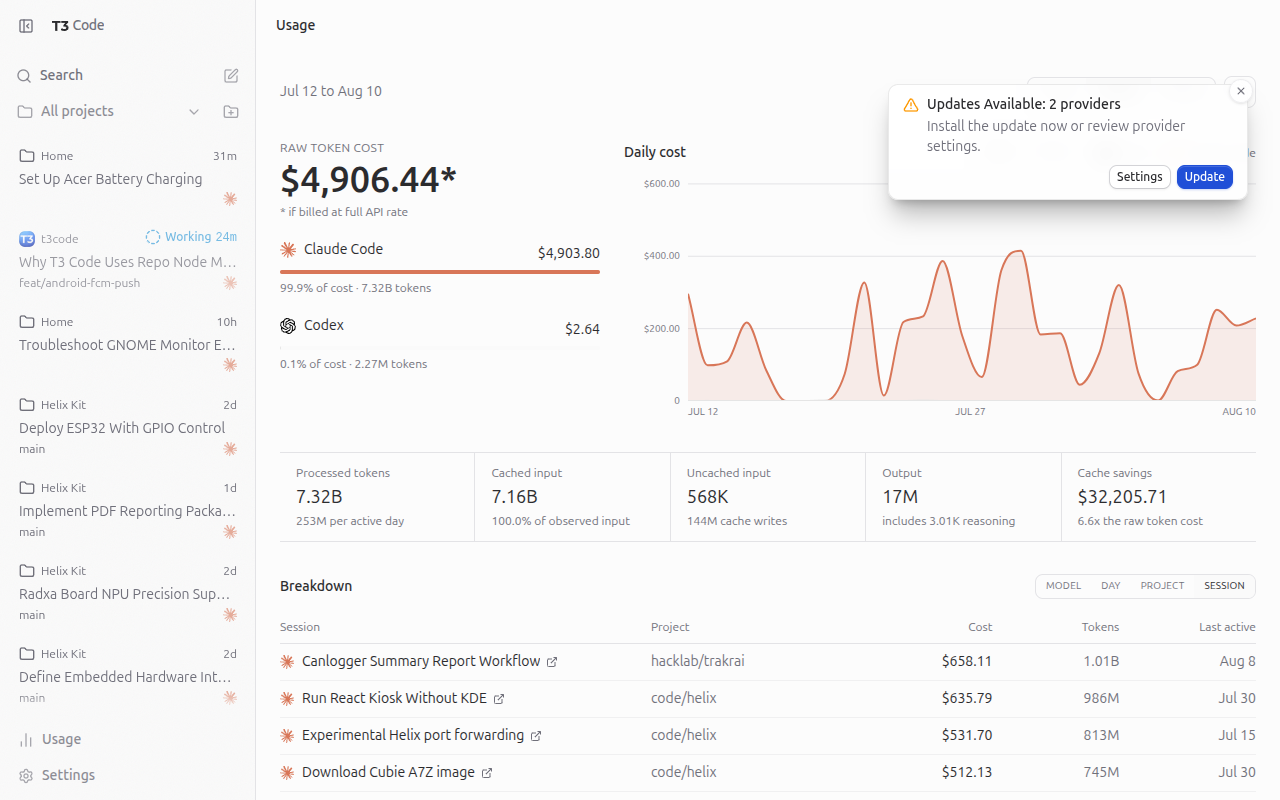 T3 Code
Search
All projects
Home 31m
Set Up Acer Battery Charging
T3 t3code Working 24m
Why T3 Code Uses Repo Node M…
feat/android-fcm-push
Home 10h
Troubleshoot GNOME Monitor E…
Helix Kit 2d
Deploy ESP32 With GPIO Control
main
Helix Kit 1d
Implement PDF Reporting Packa…
main
Helix Kit 2d
Radxa Board NPU Precision Sup…
main
Helix Kit 2d
Define Embedded Hardware Int…
main
Usage
Settings
Usage
Jul 12 to Aug 10
Updates Available: 2 providers
Install the update now or review provider
settings.
Settings Update
RAW TOKEN COST
$4,906.44*
* if billed at full API rate
Claude Code $4,903.80
99.9% of cost · 7.32B tokens
Codex $2.64
0.1% of cost · 2.27M tokens
Daily cost
$600.00
$400.00
$200.00
0
JUL 12 JUL 27 AUG 10
Processed tokens
7.32B
253M per active day
Cached input
7.16B
100.0% of observed input
Uncached input
568K
144M cache writes
Output
17M
includes 3.01K reasoning
Cache savings
$32,205.71
6.6x the raw token cost
Breakdown
MODEL DAY PROJECT SESSION
Session Project Cost Tokens Last active
Canlogger Summary Report Workflow hacklab/trakrai $658.11 1.01B Aug 8
Run React Kiosk Without KDE code/helix $635.79 986M Jul 30
Experimental Helix port forwarding code/helix $531.70 813M Jul 15
Download Cubie A7Z image code/helix $512.13 745M Jul 30